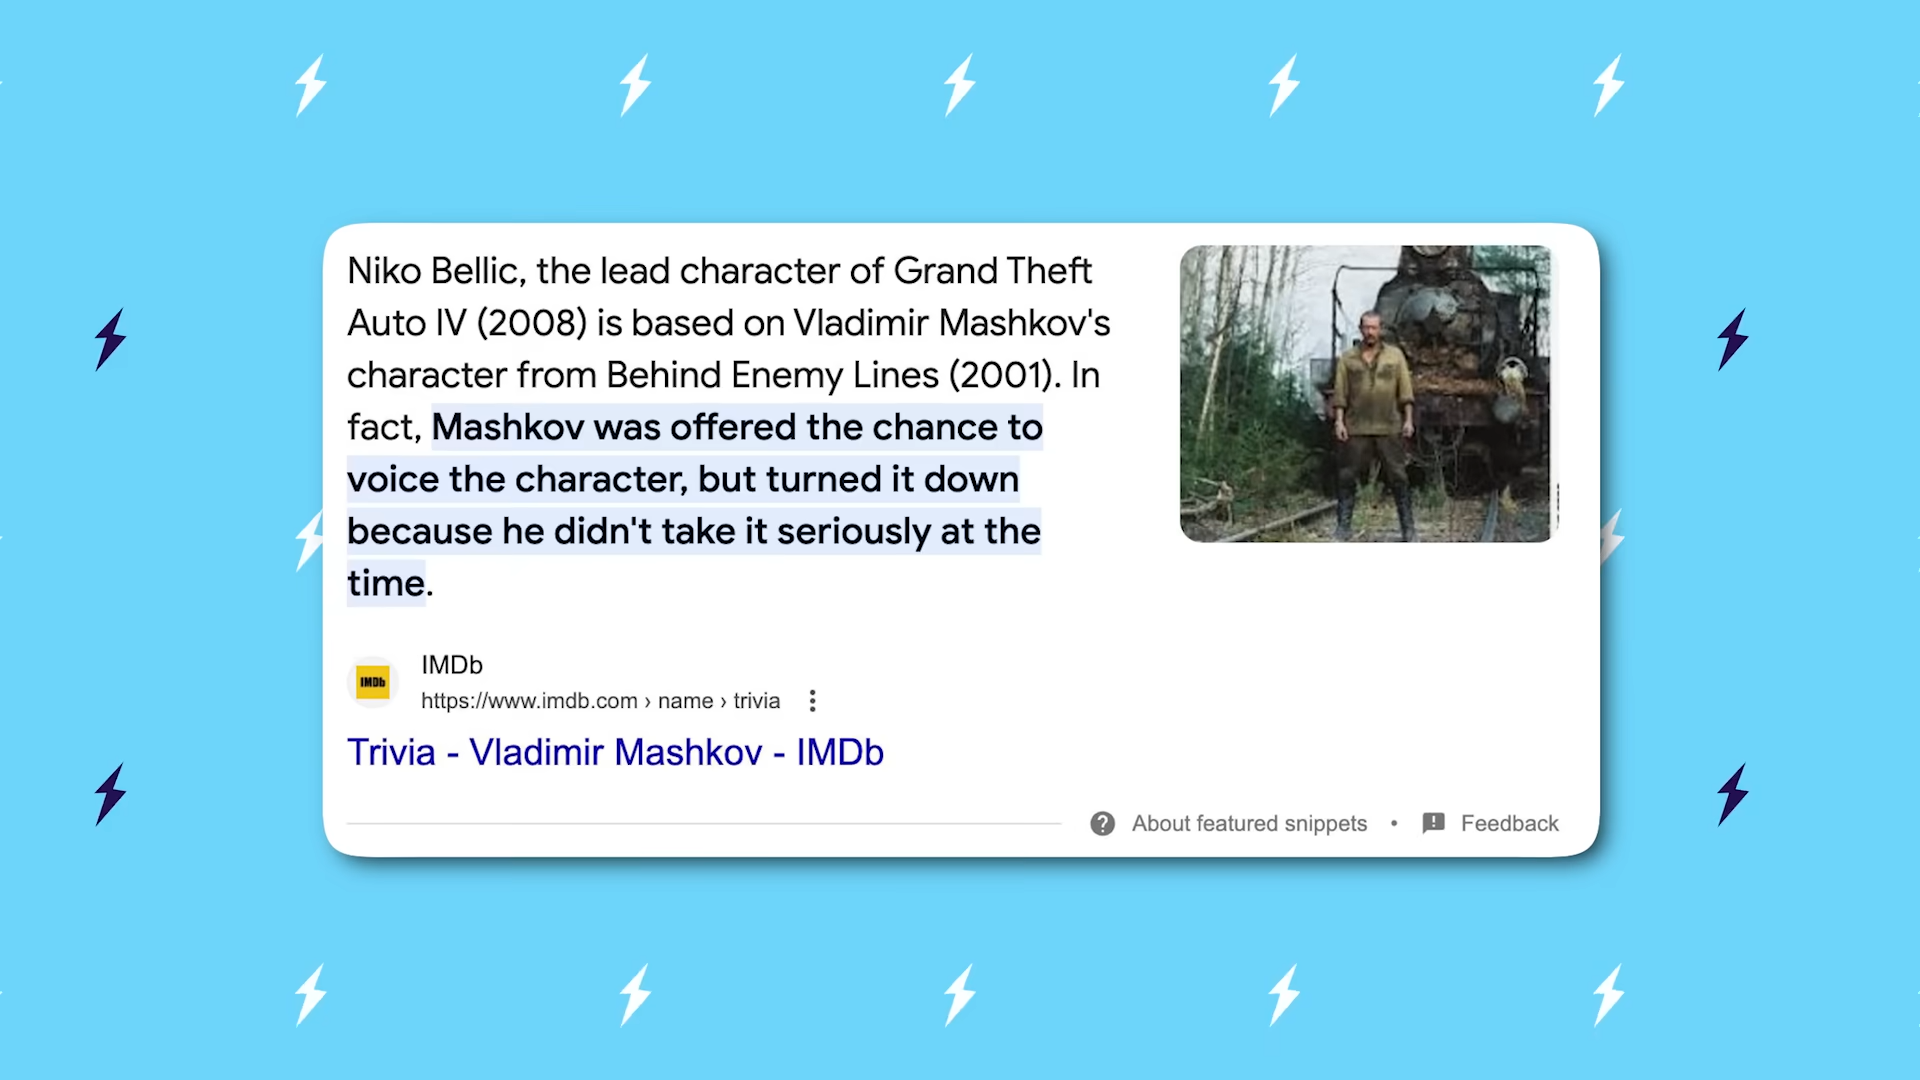 Niko Bellic, the lead character of Grand Theft
Auto IV (2008) is based on Vladimir Mashkov's
character from Behind Enemy Lines (2001). In
fact, Mashkov was offered the chance to
voice the character, but turned it down
because he didn't take it seriously at the
time.
IMDb
IMDb
https://www.imdb.com › name › trivia
Trivia - Vladimir Mashkov - IMDb
About featured snippets • Feedback